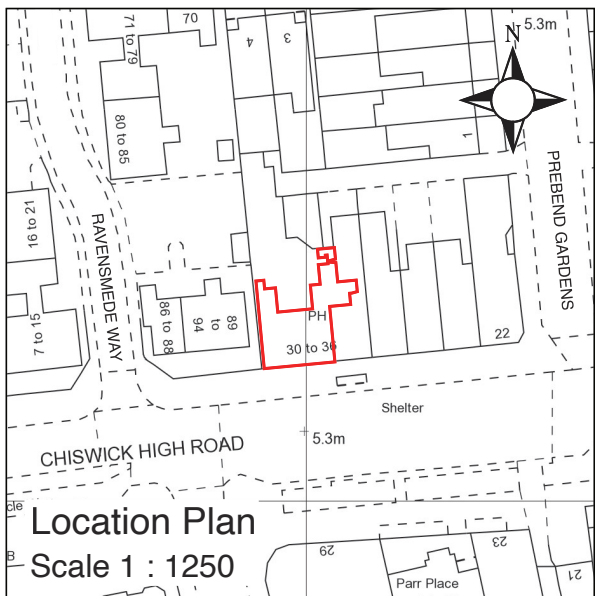 71 to 79
70
4
3
N
5.3m
80 to 85
1
PREBEND GARDENS
16 to 21
RAVENSMEDE WAY
7 to 15
86 to 88
89 to 94
PH
30 to 36
22
Shelter
5.3m
CHISWICK HIGH ROAD
cle
Location Plan
Scale 1 : 1250
B
29
23
Parr Place
21